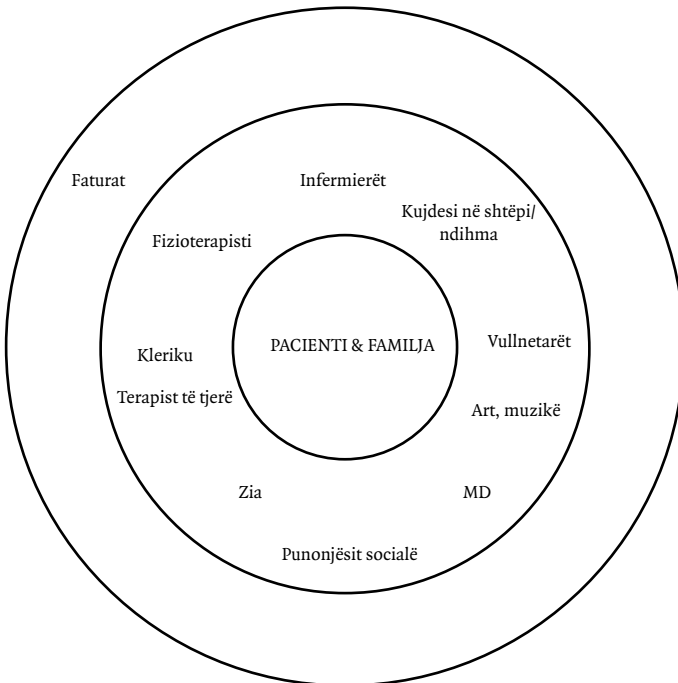 Faturat
Infermierët
Kujdesi në shtëpi/
ndihma
Fizioterapisti
PACIENTI & FAMILJA
Vullnetarët
Kleriku
Terapist të tjerë
Art, muzikë
Zia
MD
Punonjësit socialë